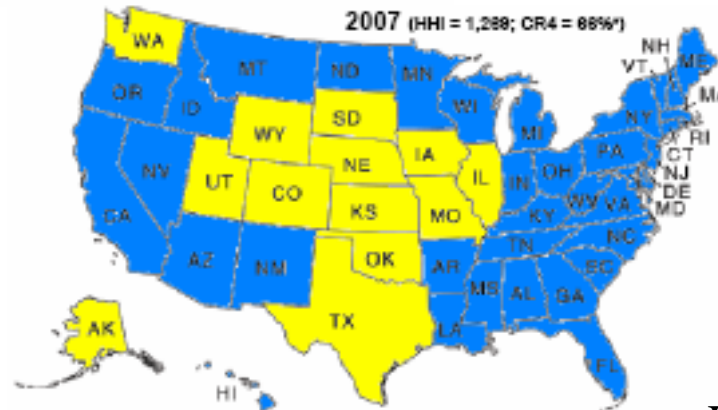 2007 (HHI = 1,269; CR4 = 66%*)
WA
NH
VT
ME
MT
ND
MN
OR
ID
WI
NY
SD
MI
RI
WY
IA
PA
CT
NE
NJ
NV
UT
CO
IL
IN
OH
DE
WV
VA
MD
CA
KS
MO
KY
NC
TN
AZ
NM
OK
AR
SC
MS
AL
GA
TX
LA
AK
FL
HI